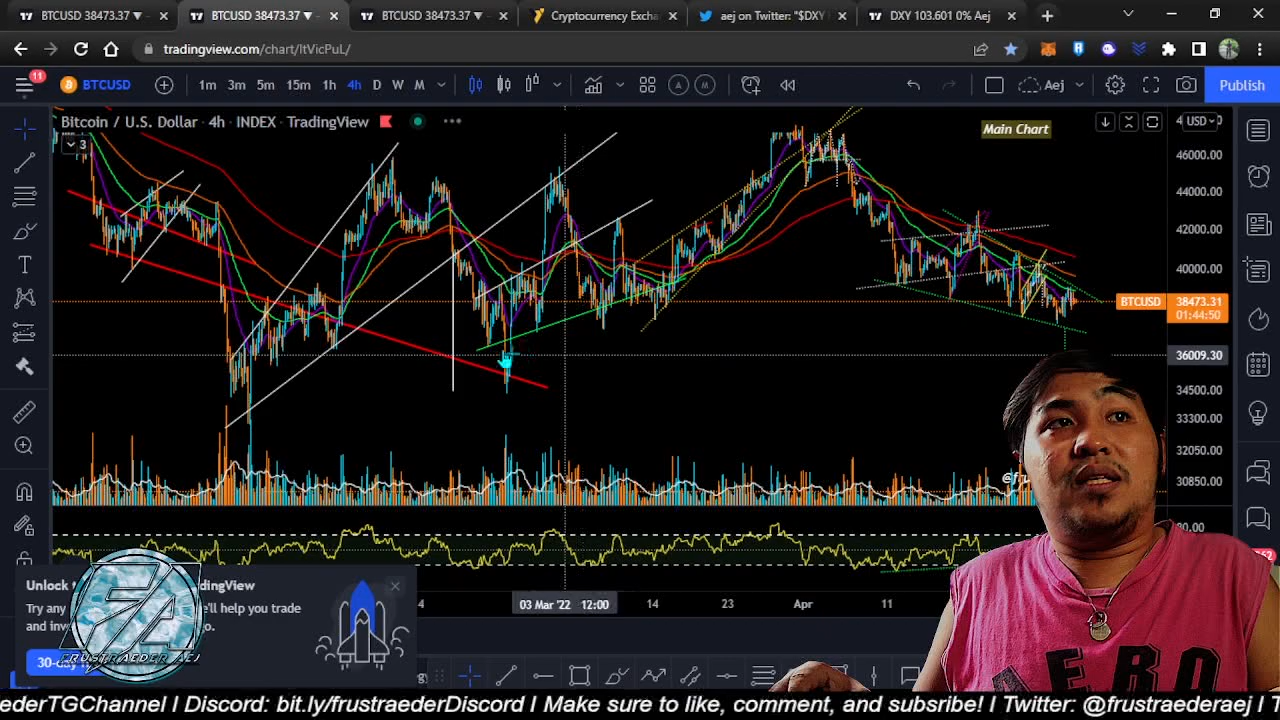 BTCUSD 38473.37 ▼
BTCUSD 38473.37 ▼
BTCUSD 38473.37 ▼
Cryptocurrency Excha
aej on Twitter: "$DXY
DXY 103.601 0% Aej
tradingview.com/chart/ltVicPuL/
11
BTCUSD
1m 3m 5m 15m 1h 4h D W M
A M
Aej
Publish
Bitcoin / U.S. Dollar · 4h · INDEX · TradingView
Main Chart
USD
3
46000.00
44000.00
42000.00
40000.00
BTCUSD 38473.31
01:44:50
36009.30
34500.00
33300.00
32050.00
30850.00
03 Mar '22 12:00
14 23 Apr 11
Unlock
radingView
Try any
'll help you trade
30-day
FRUSTRAEDER AEJ
AERO
ederTGChannel I Discord: bit.ly/frustraederDiscord I Make sure to like, comment, and subsribe! I Twitter: @frustraederaej I